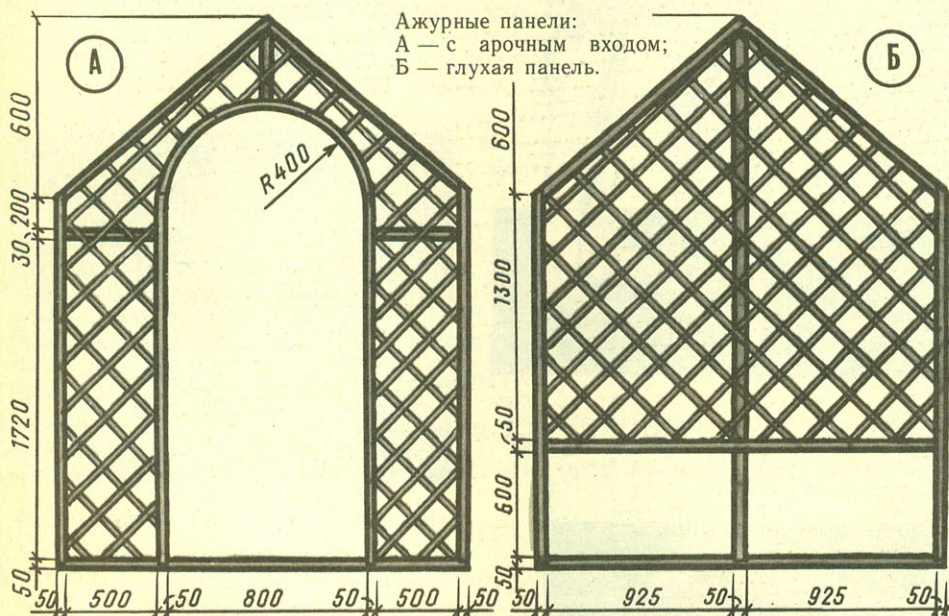 Ажурные панели:
А — с арочным входом;
Б — глухая панель.
А
Б
600
200
30
1720
50
R400
50 500 50 800 50 500 50
600
1300
50
600
50
50 925 50 925 50